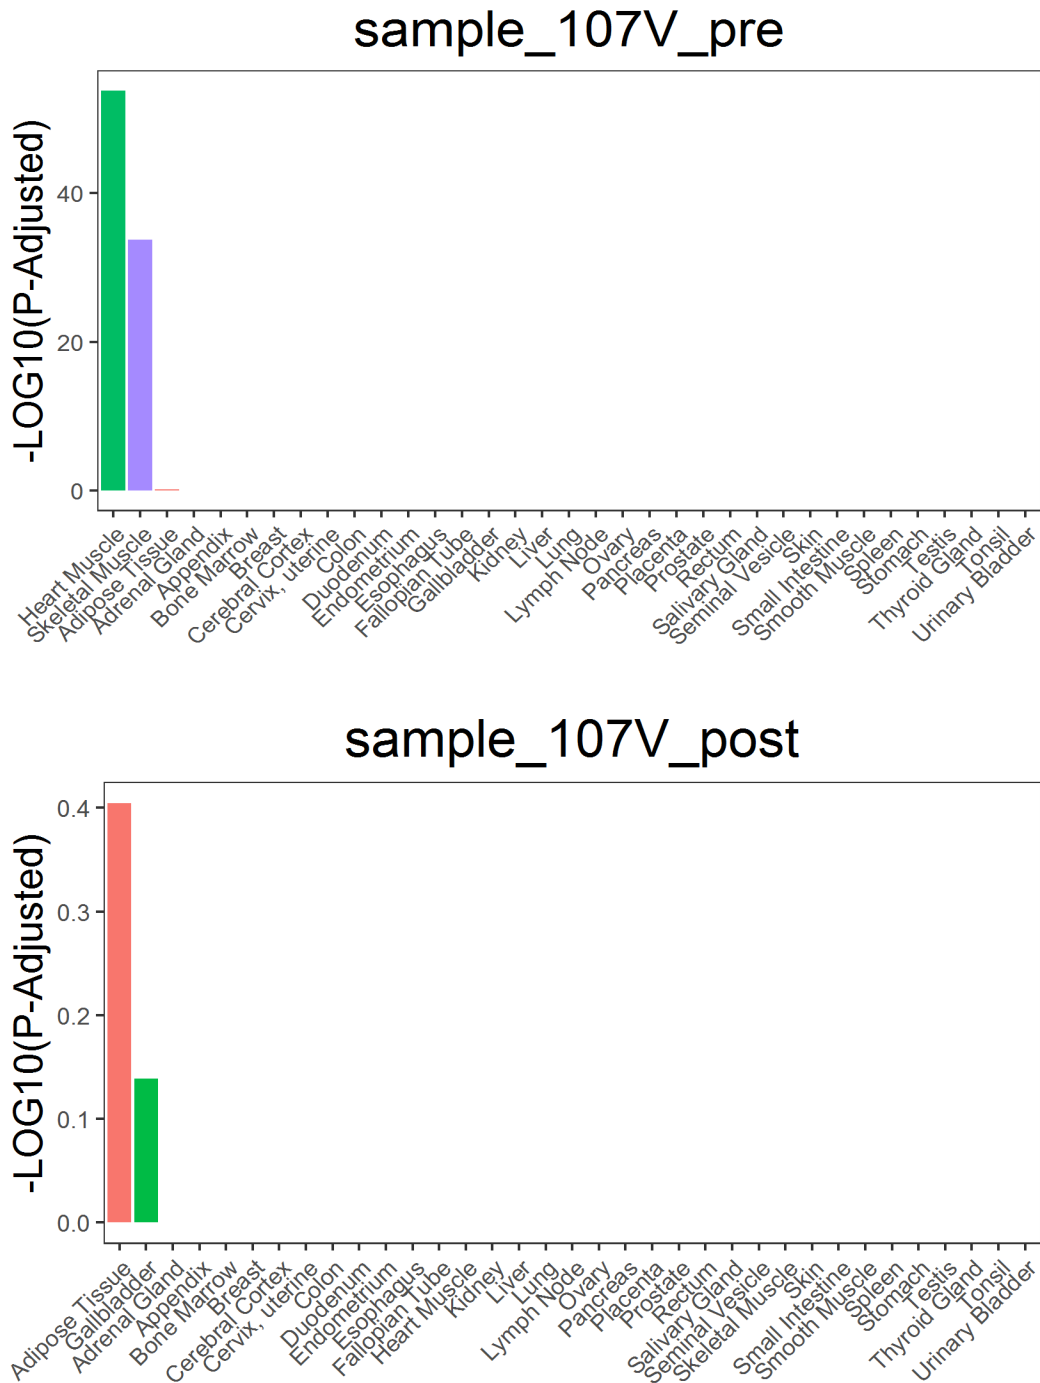 sample_107V_pre
-LOG10(P-Adjusted)
40
20
0
Heart Muscle
Skeletal Muscle
Adipose Tissue
Adrenal Gland
Appendix
Bone Marrow
Breast
Cerebral Cortex
Cervix, uterine
Colon
Duodenum
Endometrium
Esophagus
Fallopian Tube
Gallbladder
Kidney
Liver
Lung
Lymph Node
Ovary
Pancreas
Placenta
Prostate
Rectum
Salivary Gland
Seminal Vesicle
Skin
Small Intestine
Smooth Muscle
Spleen
Stomach
Testis
Thyroid Gland
Tonsil
Urinary Bladder
sample_107V_post
-LOG10(P-Adjusted)
0.4
0.3
0.2
0.1
0.0
Adipose Tissue
Gallbladder
Adrenal Gland
Appendix
Bone Marrow
Breast
Cerebral Cortex
Cervix, uterine
Colon
Duodenum
Endometrium
Esophagus
Fallopian Tube
Heart Muscle
Kidney
Liver
Lung
Lymph Node
Ovary
Pancreas
Placenta
Prostate
Rectum
Salivary Gland
Seminal Vesicle
Skeletal Muscle
Skin
Small Intestine
Smooth Muscle
Spleen
Stomach
Testis
Thyroid Gland
Tonsil
Urinary Bladder